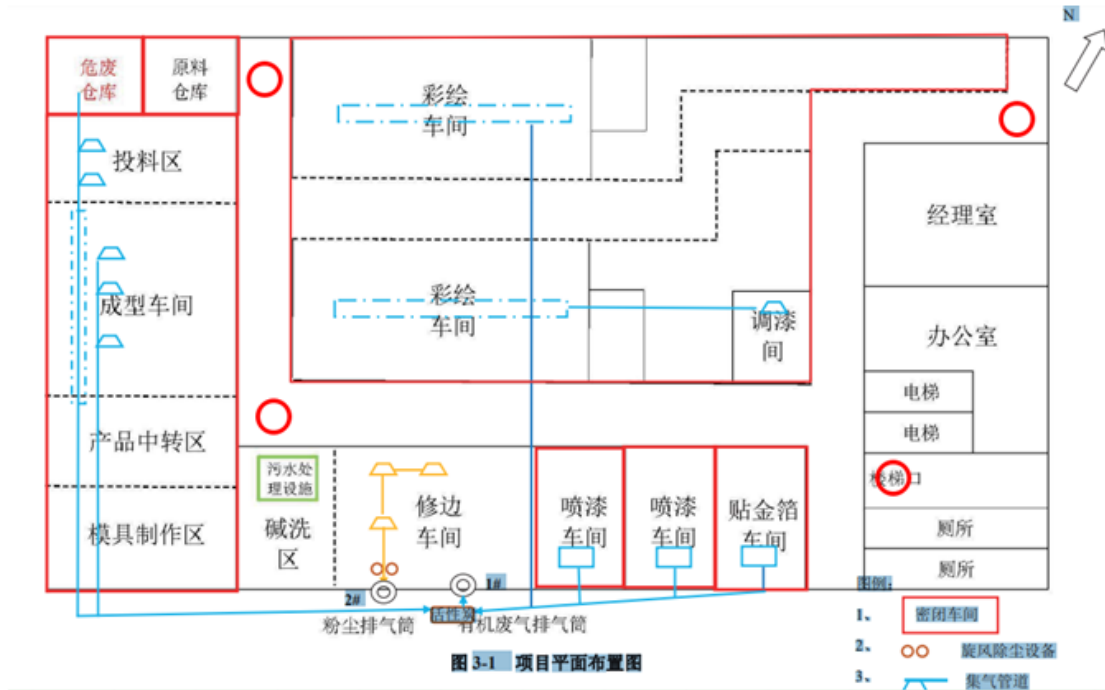 N
危废
仓库
原料
仓库
彩绘
车间
投料区
经理室
成型车间
彩绘
车间
调漆
间
办公室
电梯
电梯
产品中转区
污水处
理设施
修边
车间
喷漆
车间
喷漆
车间
贴金箔
车间
楼梯口
模具制作区
碱洗
区
厕所
厕所
2#
1#
活性炭
粉尘排气筒
有机废气排气筒
图例:
1、
密闭车间
2、
旋风除尘设备
3、
集气管道
图 3-1 项目平面布置图